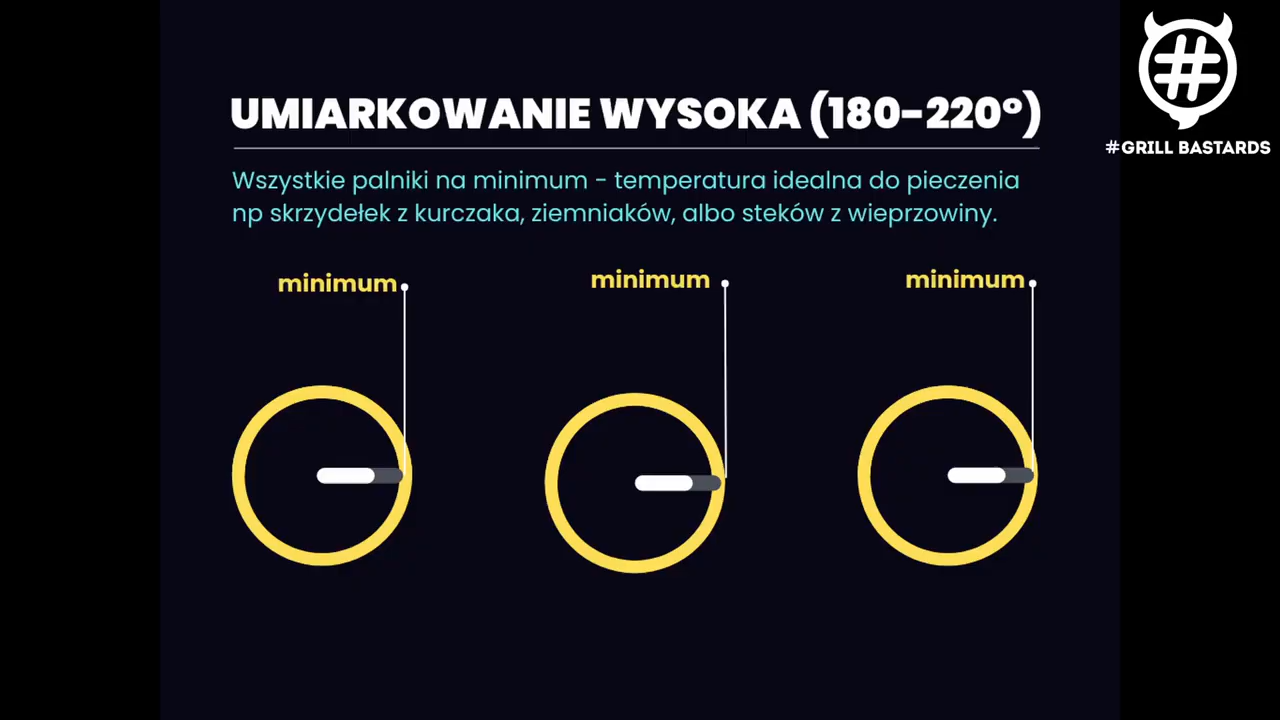 UMIARKOWANIE WYSOKA (180-220°)
Wszystkie palniki na minimum - temperatura idealna do pieczenia
np skrzydełek z kurczaka, ziemniaków, albo steków z wieprzowiny.
minimum
minimum
minimum
#
#GRILL BASTARDS